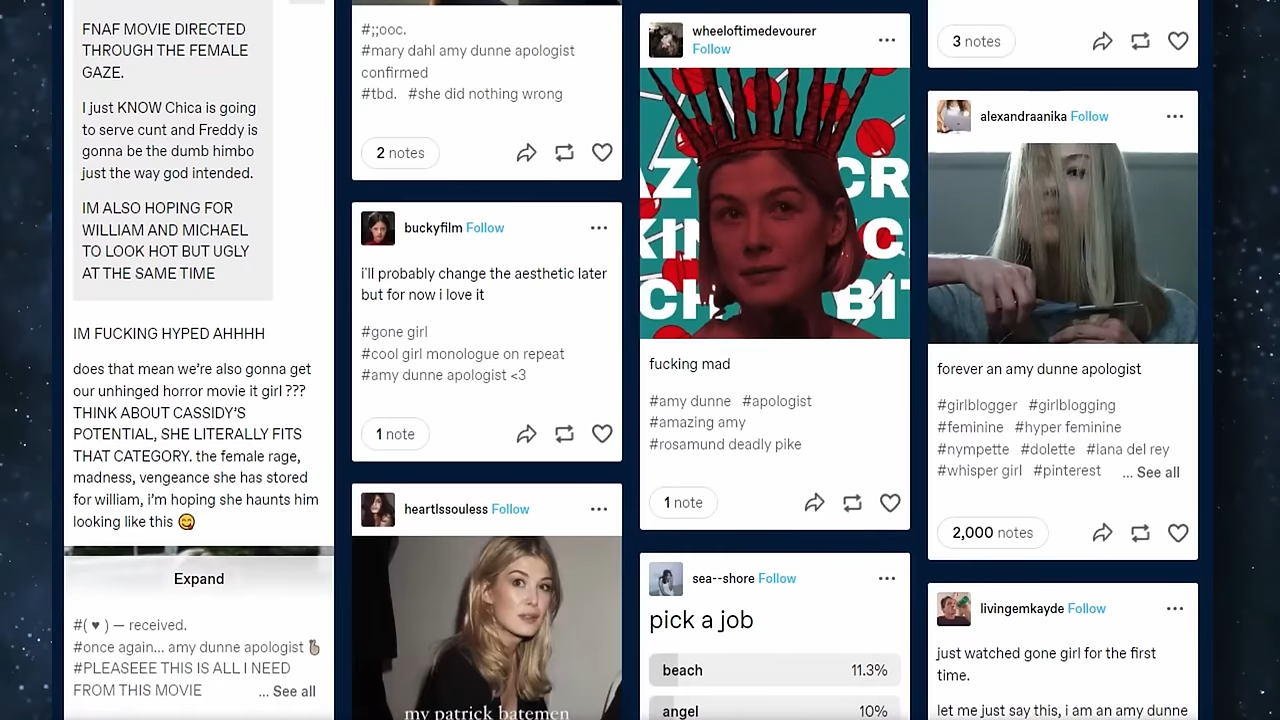 FNAF MOVIE DIRECTED
THROUGH THE FEMALE
GAZE.
I just KNOW Chica is going
to serve cunt and Freddy is
gonna be the dumb himbo
just the way god intended.
IM ALSO HOPING FOR
WILLIAM AND MICHAEL
TO LOOK HOT BUT UGLY
AT THE SAME TIME
IM FUCKING HYPED AHHHH
does that mean we're also gonna get
our unhinged horror movie it girl ???
THINK ABOUT CASSIDY'S
POTENTIAL, SHE LITERALLY FITS
THAT CATEGORY. the female rage,
madness, vengeance she has stored
for william, i'm hoping she haunts him
looking like this 😋
Expand
#( ♥ ) — received.
#once again... amy dunne apologist 🫰🏽
#PLEASEEE THIS IS ALL I NEED
FROM THIS MOVIE ... See all
#;;ooc.
#mary dahl amy dunne apologist
confirmed
#tbd. #she did nothing wrong
2 notes
buckyfilm Follow
i'll probably change the aesthetic later
but for now i love it
#gone girl
#cool girl monologue on repeat
#amy dunne apologist <3
1 note
heartlssouless Follow
my patrick batemen
wheeloftimedevourer
Follow
AZ CR
KIN C
CH BIT
fucking mad
#amy dunne #apologist
#amazing amy
#rosamund deadly pike
1 note
sea--shore Follow
pick a job
beach 11.3%
angel 10%
3 notes
alexandraanika Follow
forever an amy dunne apologist
#girlblogger #girlblogging
#feminine #hyper feminine
#nympette #dolette #lana del rey
#whisper girl #pinterest ... See all
2,000 notes
livingemkayde Follow
just watched gone girl for the first
time.
let me just say this, i am an amy dunne